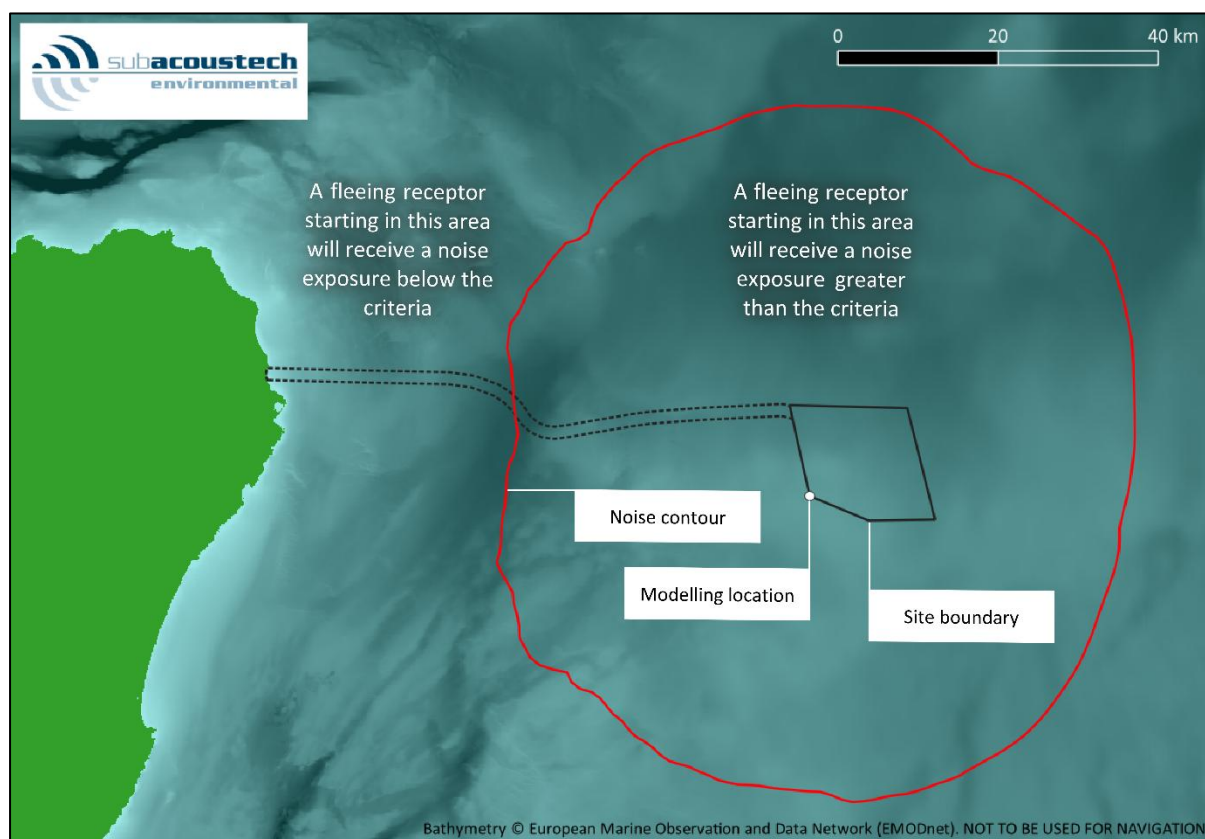 subacoustech
environmental
0 20 40 km
A fleeing receptor
starting in this area
will receive a noise
exposure below the
criteria
A fleeing receptor
starting in this area
will receive a noise
exposure greater
than the criteria
Noise contour
Modelling location
Site boundary
Bathymetry © European Marine Observation and Data Network (EMODnet). NOT TO BE USED FOR NAVIGATION